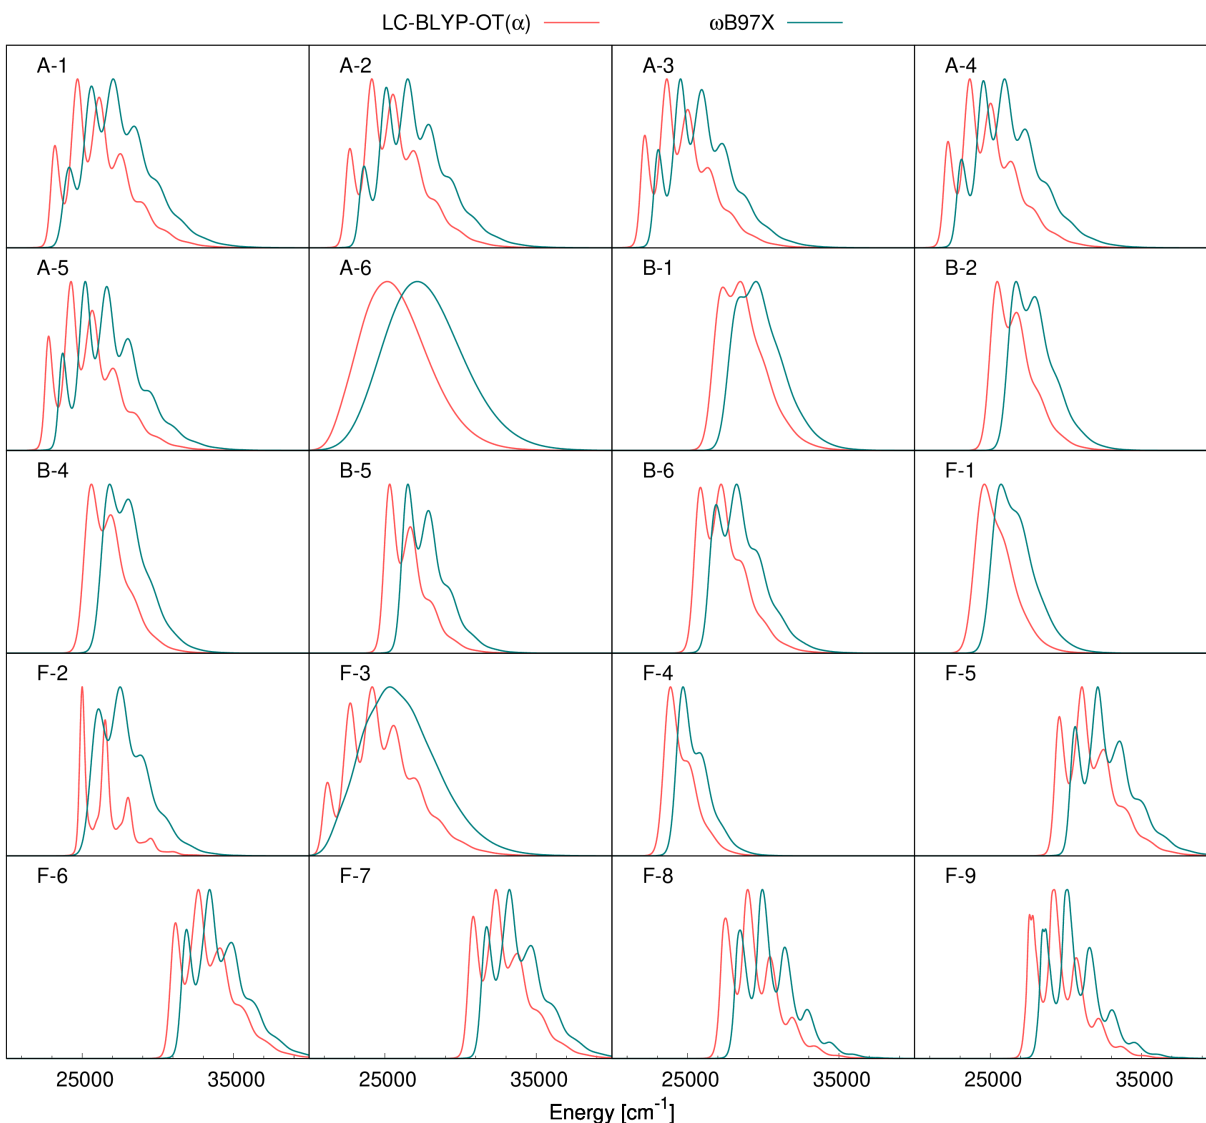 LC-BLYP-OT(α) ωB97X
A-1 A-2 A-3 A-4
A-5 A-6 B-1 B-2
B-4 B-5 B-6 F-1
F-2 F-3 F-4 F-5
F-6 F-7 F-8 F-9
25000 35000 25000 35000 25000 35000 25000 35000
Energy [cm⁻¹]